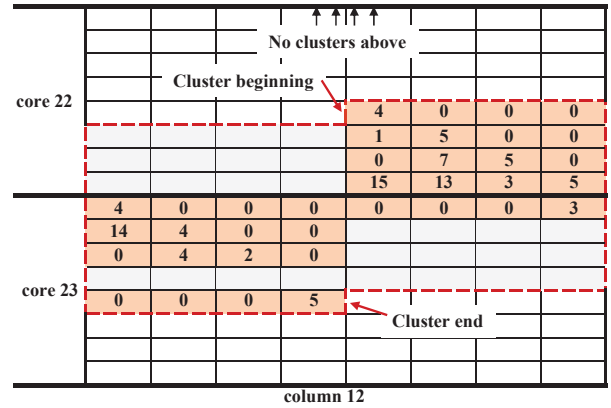 No clusters above
Cluster beginning
core 22
4 0 0 0
1 5 0 0
0 7 5 0
15 13 3 5
4 0 0 0 0 0 0 3
14 4 0 0
0 4 2 0
core 23
0 0 0 5
Cluster end
column 12